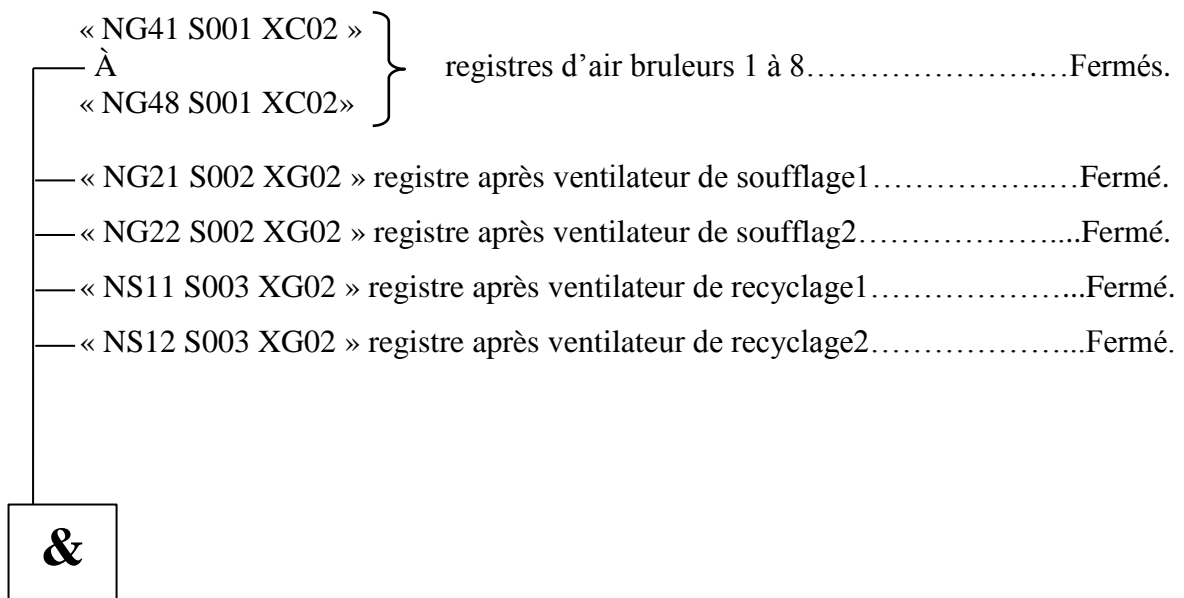 « NG41 S001 XC02 »
À registres d’air bruleurs 1 à 8………………….…Fermés.
« NG48 S001 XC02»
« NG21 S002 XG02 » registre après ventilateur de soufflage1……………..…Fermé.
« NG22 S002 XG02 » registre après ventilateur de soufflag2………………....Fermé.
« NS11 S003 XG02 » registre après ventilateur de recyclage1………………...Fermé.
« NS12 S003 XG02 » registre après ventilateur de recyclage2………………...Fermé.
&